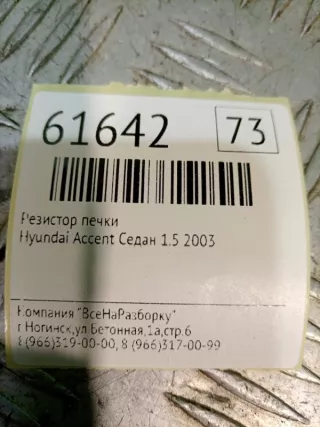 61642 73
Резистор печки
Hyundai Accent Седан 1.5 2003
Компания "ВсеНаРазборку"
г.Ногинск,ул.Бетонная,1а,стр.6
8(966)319-00-00, 8 (966)317-00-99